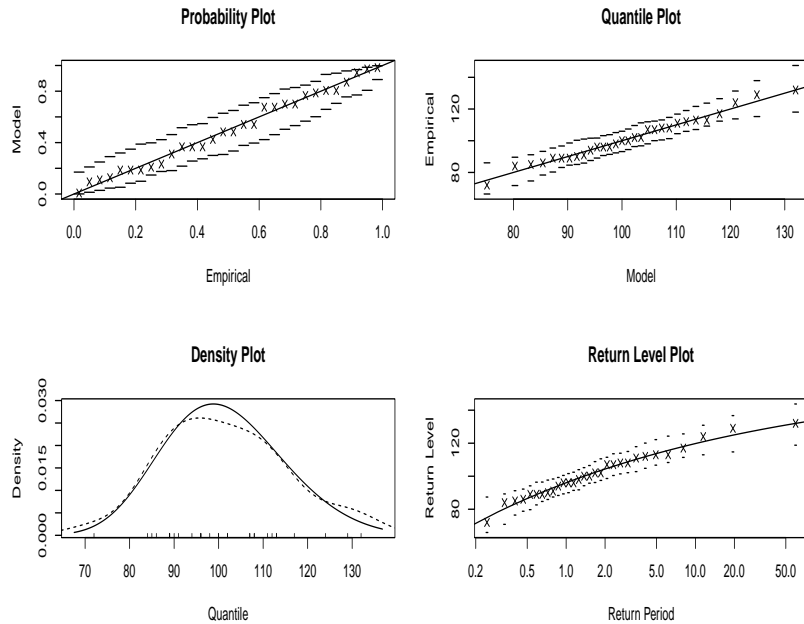 Probability Plot
Model
0.0 0.4 0.8
0.0 0.2 0.4 0.6 0.8 1.0
Empirical
Quantile Plot
Empirical
80 120
80 90 100 110 120 130
Model
Density Plot
Density
0.000 0.015 0.030
70 80 90 100 110 120 130
Quantile
Return Level Plot
Return Level
80 120
0.2 0.5 1.0 2.0 5.0 10.0 20.0 50.0
Return Period